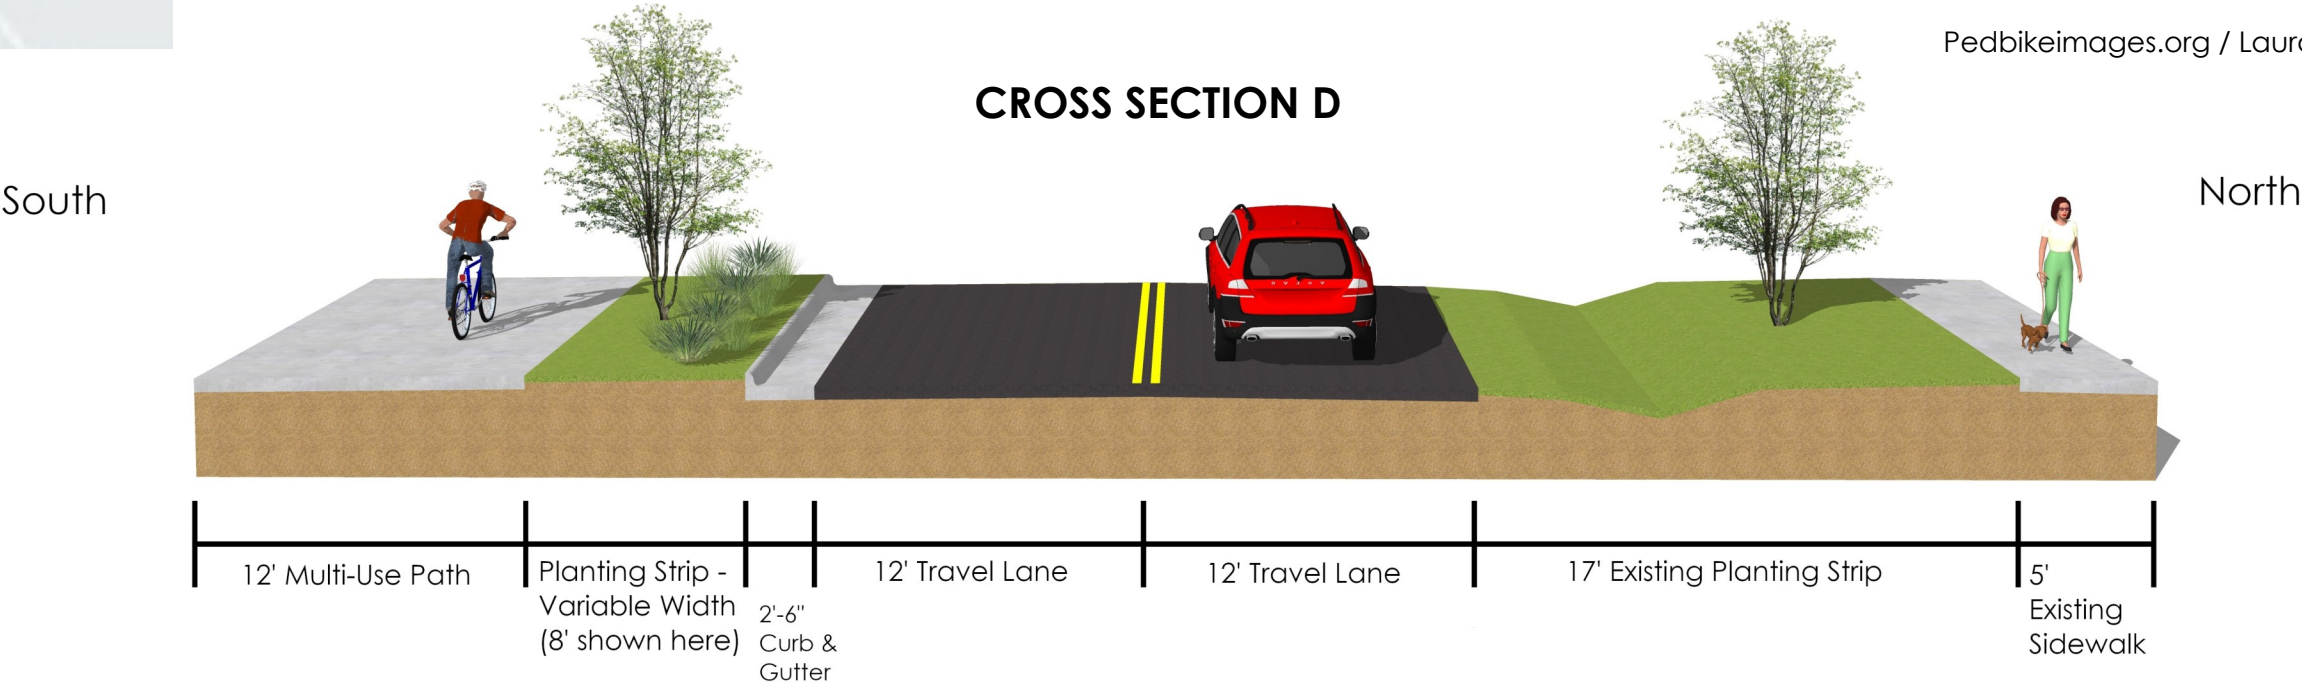 Pedbikeimages.org / Laura
CROSS SECTION D
South
North
12' Multi-Use Path
Planting Strip -
Variable Width
(8' shown here)
2'-6"
Curb &
Gutter
12' Travel Lane
12' Travel Lane
17' Existing Planting Strip
5'
Existing
Sidewalk